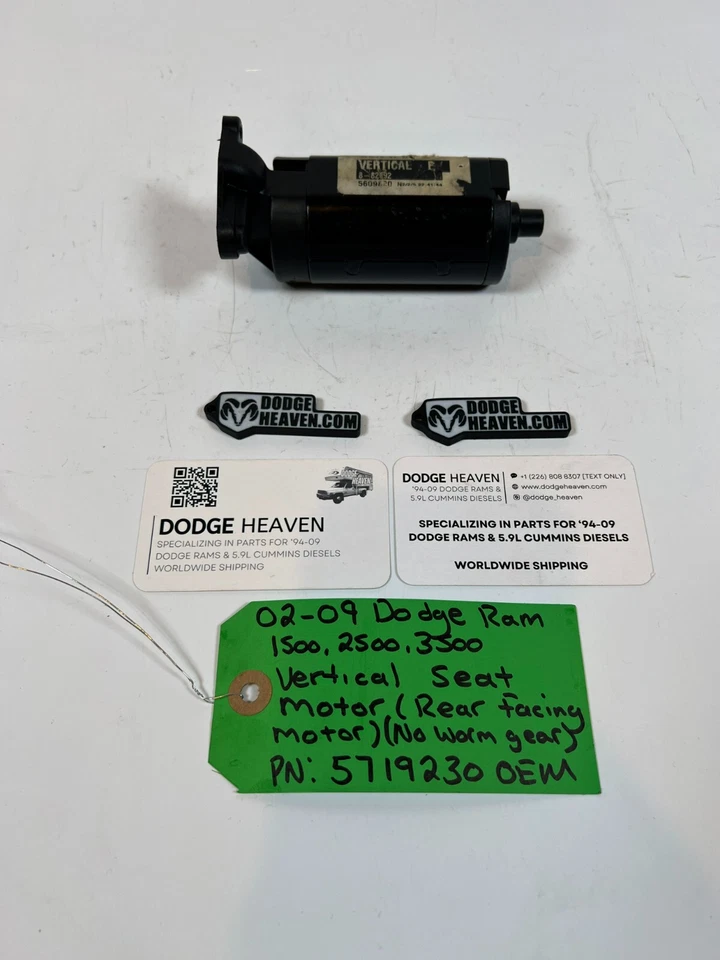 VERTICAL
DODGE
HEAVEN.COM
DODGE
HEAVEN.COM
DODGE
HEAVEN
DODGE HEAVEN
SPECIALIZING IN PARTS FOR '94-09
DODGE RAMS & 5.9L CUMMINS DIESELS
WORLDWIDE SHIPPING
DODGE HEAVEN
'94-09 DODGE RAMS &
5.9L CUMMINS DIESELS
+1 (226) 808 8307 [TEXT ONLY]
www.dodgeheaven.com
@dodge_heaven
SPECIALIZING IN PARTS FOR '94-09
DODGE RAMS & 5.9L CUMMINS DIESELS
WORLDWIDE SHIPPING
02-09 Dodge Ram
1500, 2500, 3500
Vertical Seat
Motor (Rear facing
motor) (No worm gear)
PN: 5719230 OEM